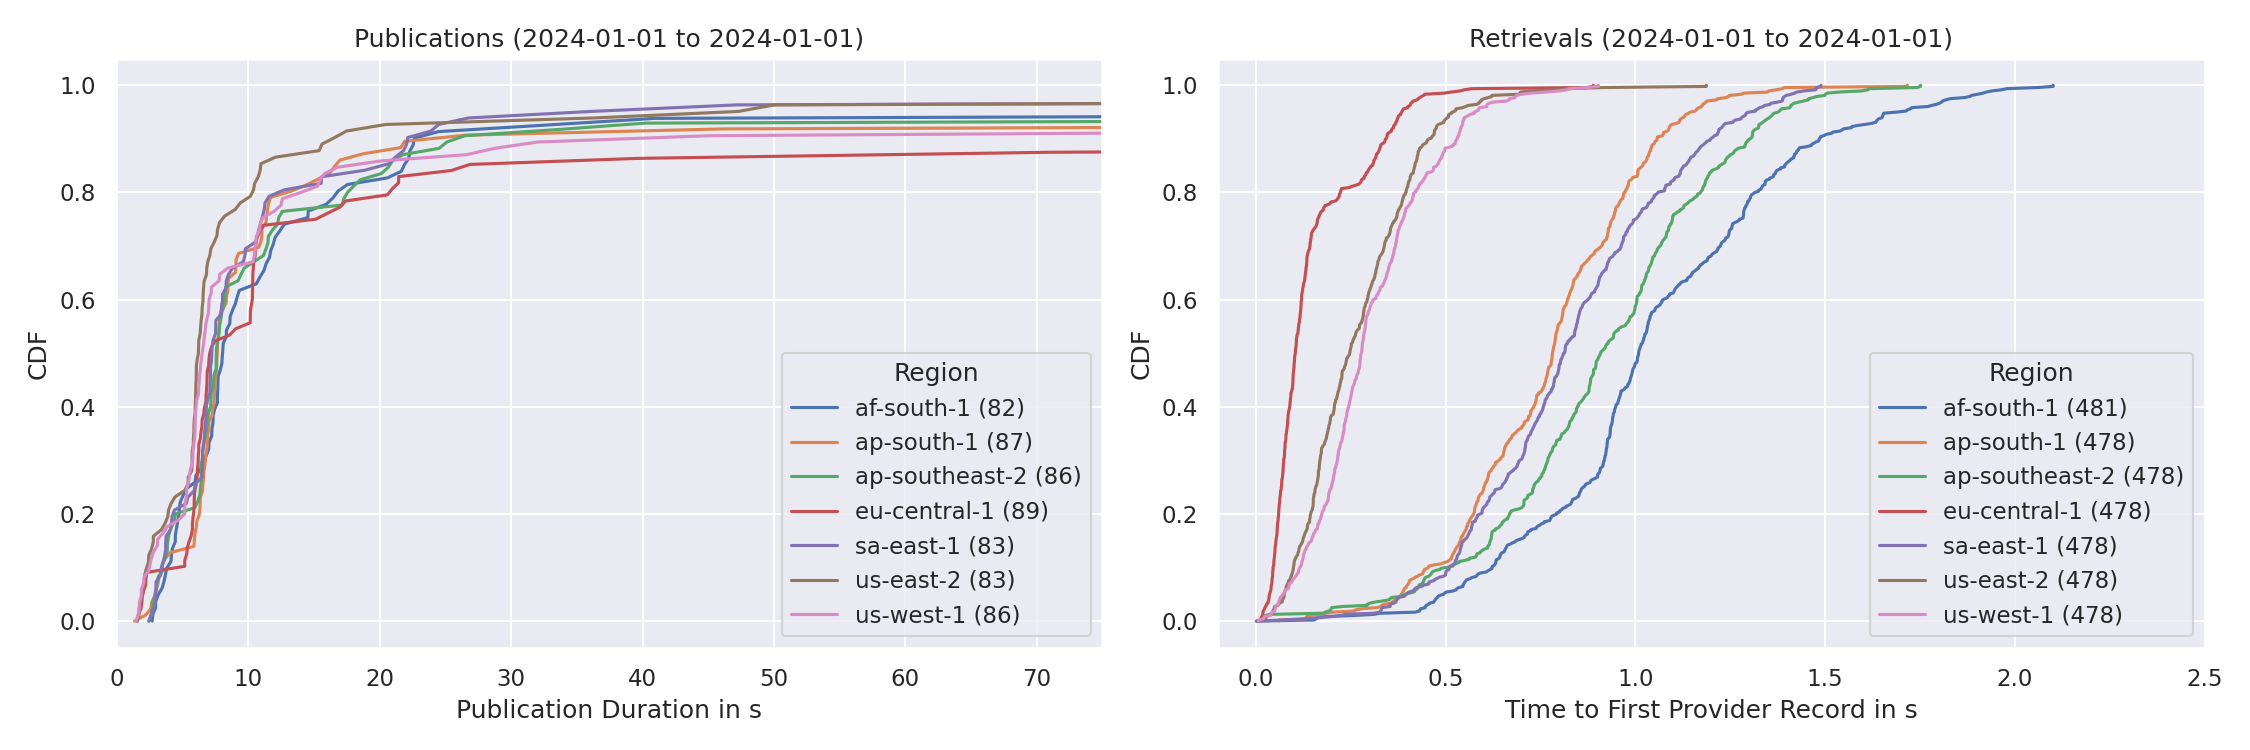 Publications (2024-01-01 to 2024-01-01)
1.0
0.8
0.6
0.4
0.2
0.0
CDF
0 10 20 30 40 50 60 70
Publication Duration in s
Region
af-south-1 (82)
ap-south-1 (87)
ap-southeast-2 (86)
eu-central-1 (89)
sa-east-1 (83)
us-east-2 (83)
us-west-1 (86)
Retrievals (2024-01-01 to 2024-01-01)
1.0
0.8
0.6
0.4
0.2
0.0
CDF
0.0 0.5 1.0 1.5 2.0 2.5
Time to First Provider Record in s
Region
af-south-1 (481)
ap-south-1 (478)
ap-southeast-2 (478)
eu-central-1 (478)
sa-east-1 (478)
us-east-2 (478)
us-west-1 (478)